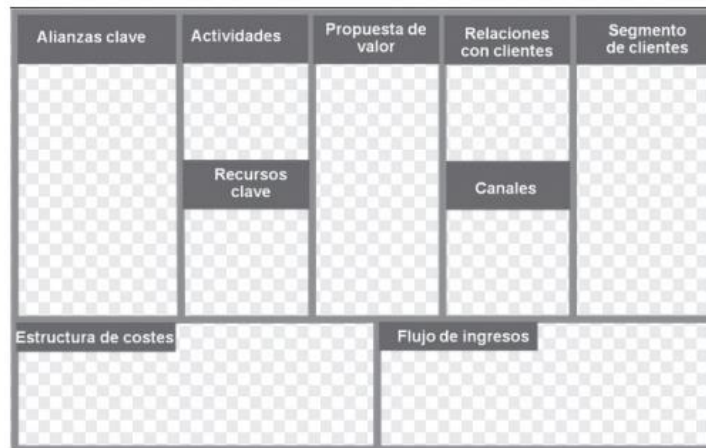 Alianzas clave
Actividades
Propuesta de
valor
Relaciones
con clientes
Segmento
de clientes
Recursos
clave
Canales
Estructura de costes
Flujo de ingresos